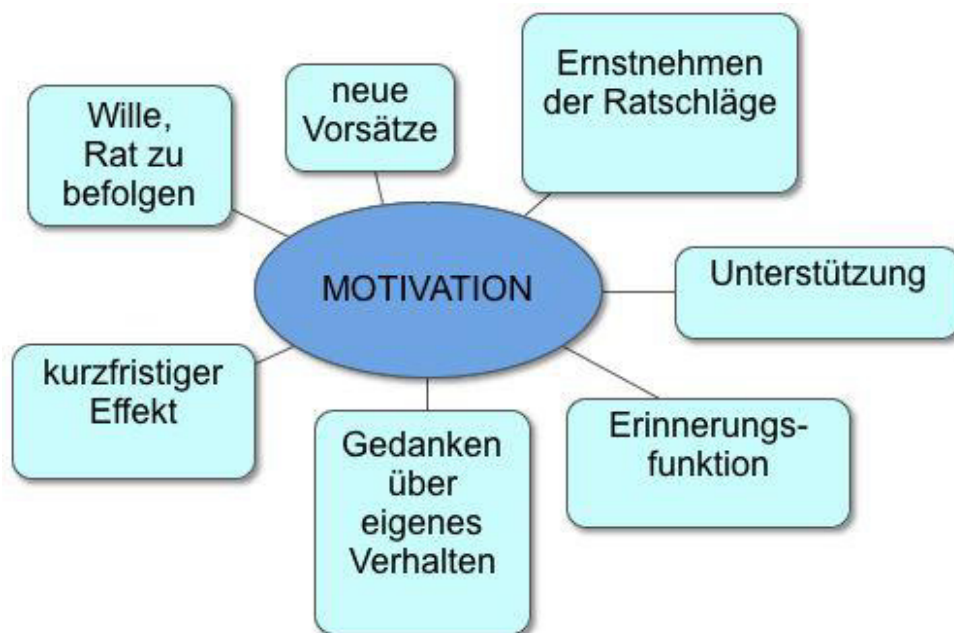 Wille,
Rat zu
befolgen
neue
Vorsätze
Ernstnehmen
der Ratschläge
MOTIVATION
Unterstützung
kurzfristiger
Effekt
Gedanken
über
eigenes
Verhalten
Erinnerungs-
funktion